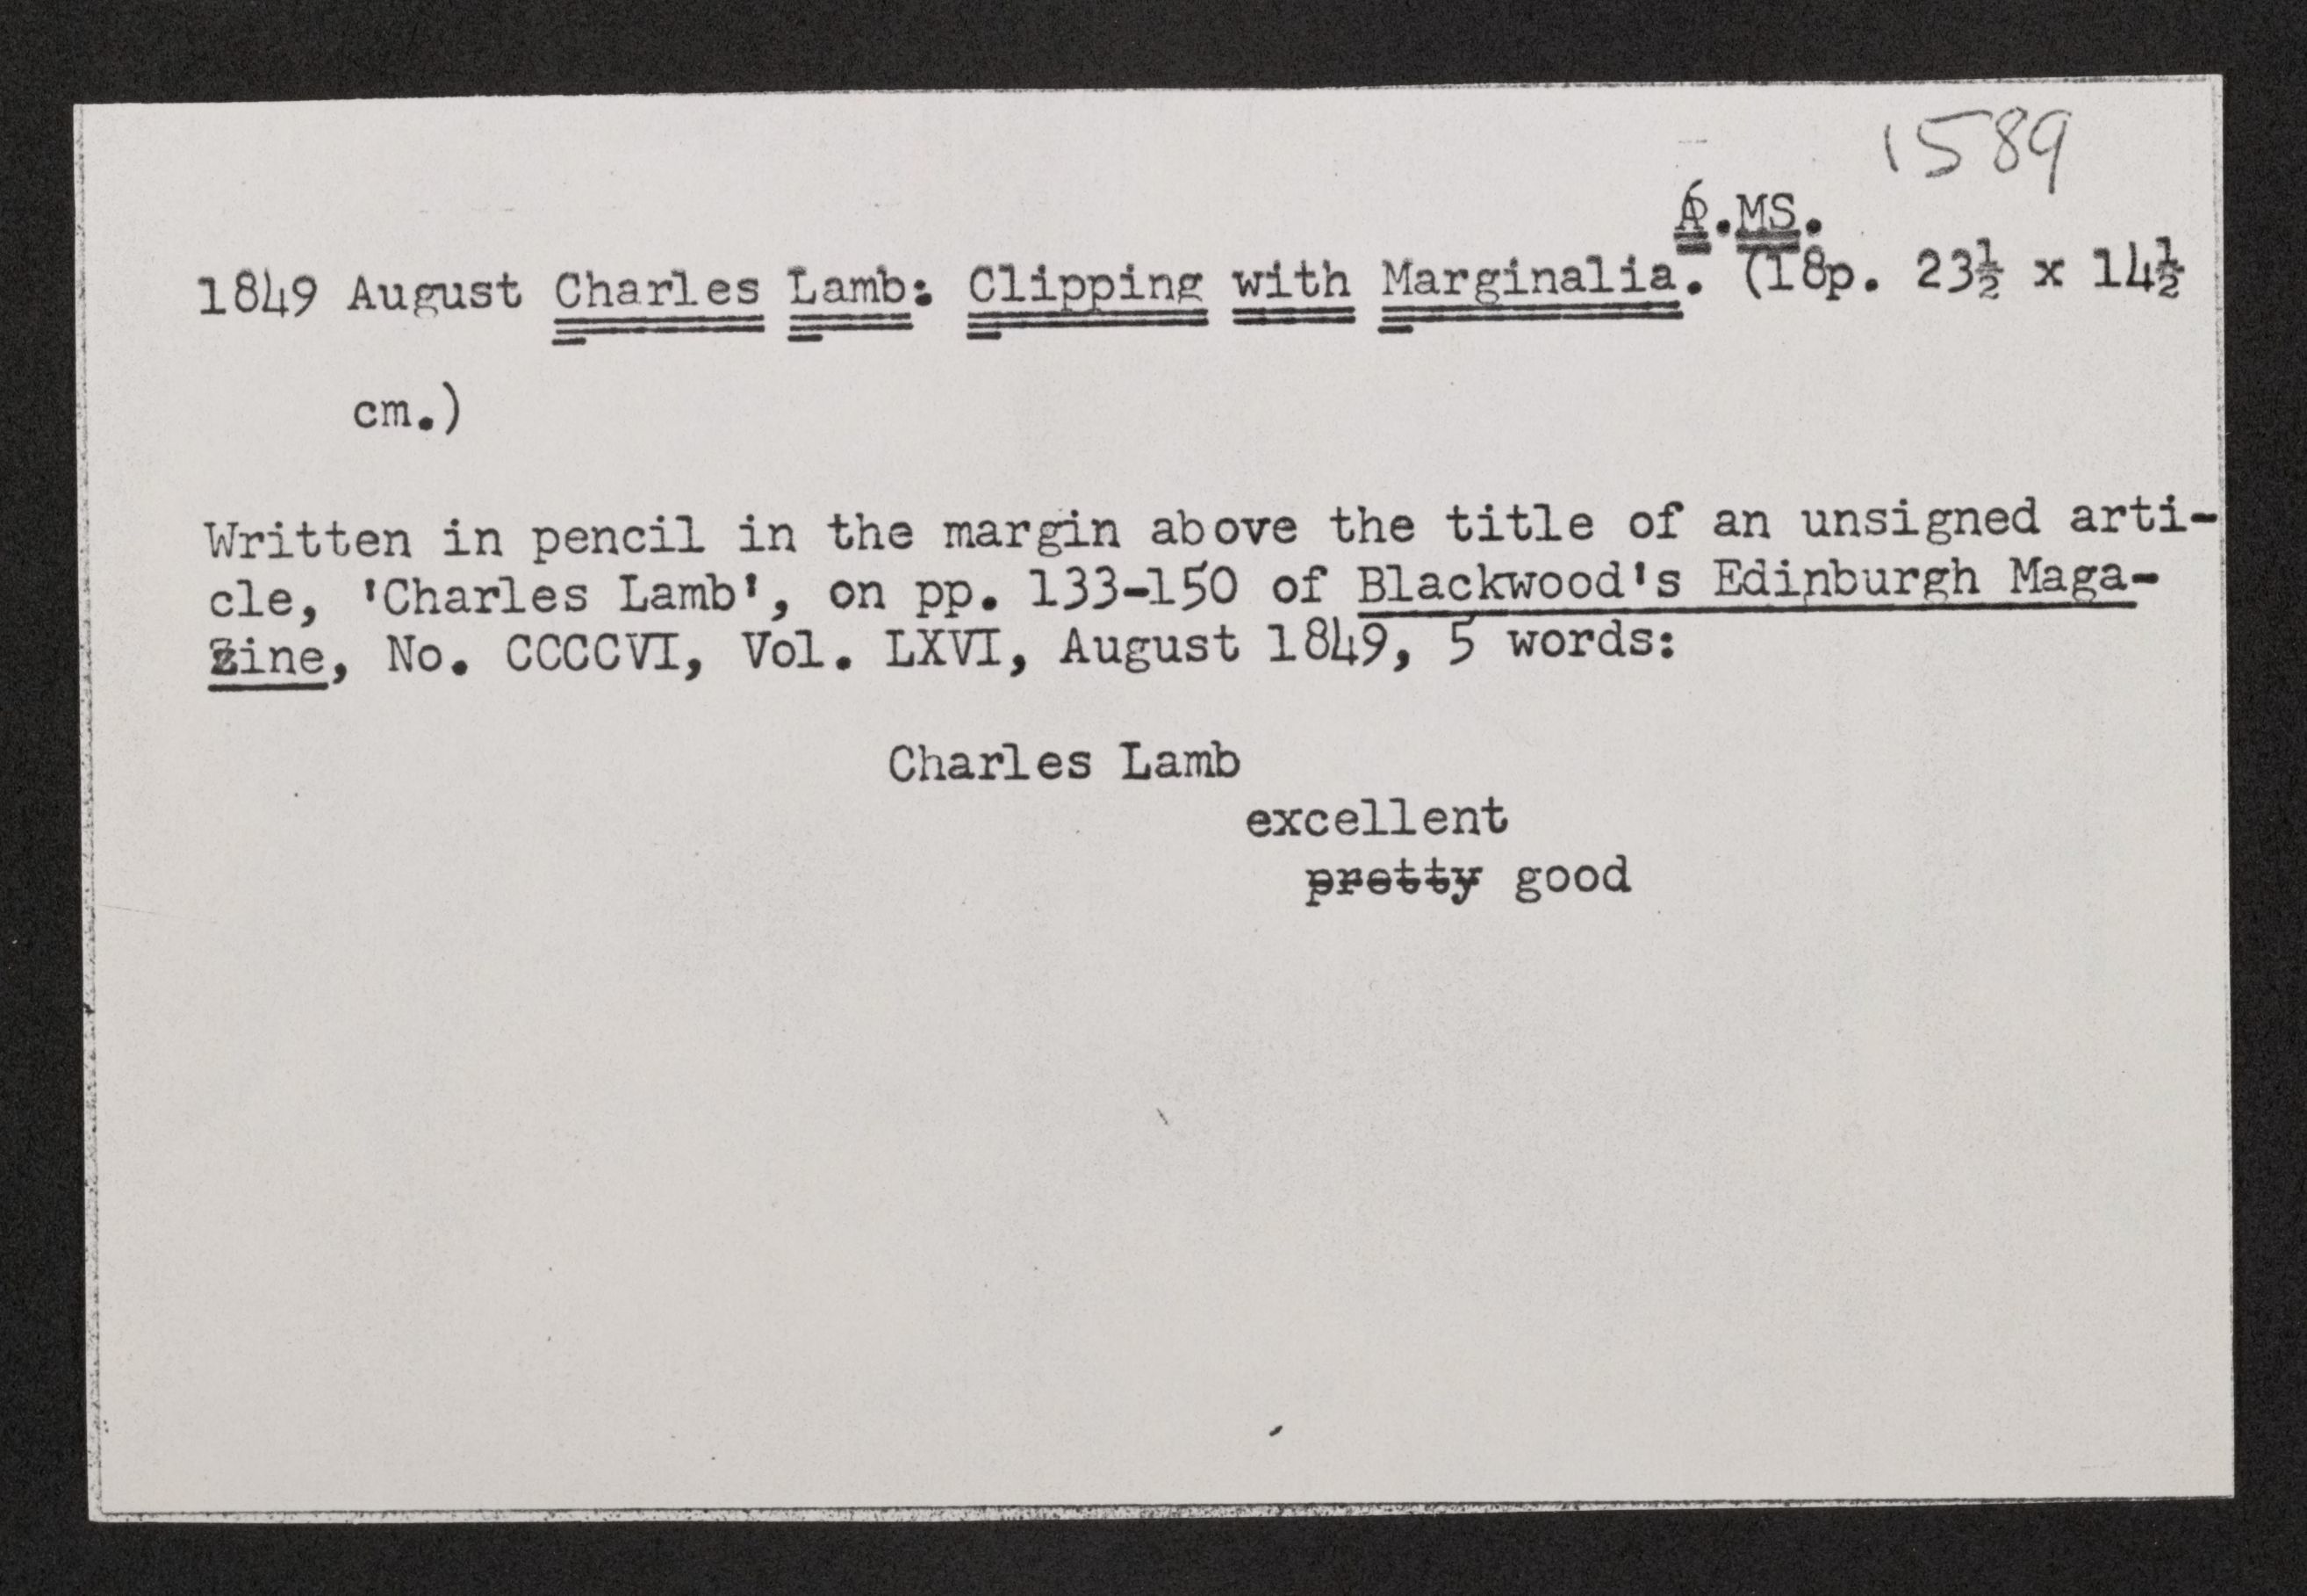 1589
A.MS.
1849 August Charles Lamb: Clipping with Marginalia. (18p. 23½ x 14½
cm.)
Written in pencil in the margin above the title of an unsigned arti-
cle, 'Charles Lamb', on pp. 133-150 of Blackwood's Edinburgh Maga-
zine, No. CCCCVI, Vol. LXVI, August 1849, 5 words:
Charles Lamb
excellent
pretty good